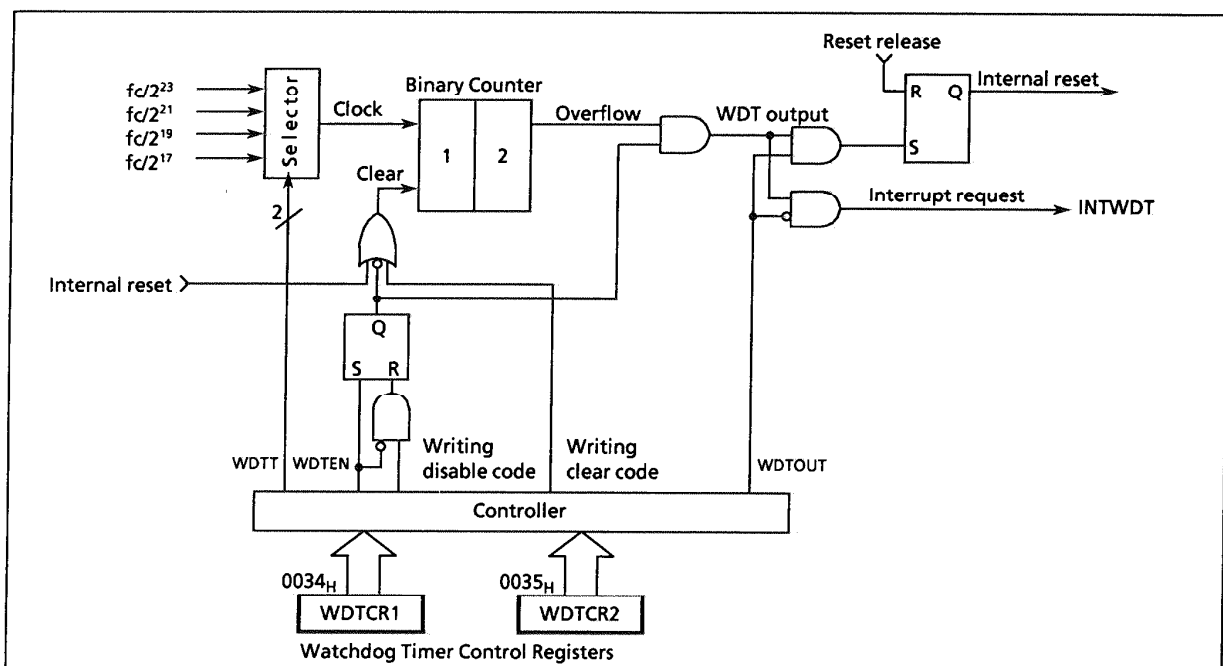 Reset release
fc/2²³
fc/2²¹
fc/2¹⁹
fc/2¹⁷
Selector
Clock
Binary Counter
1
2
Overflow
WDT output
R
Q
S
Internal reset
Clear
2
Interrupt request
INTWDT
Internal reset
Q
S
R
WDTT
WDTEN
Writing
disable code
Writing
clear code
WDTOUT
Controller
0034H
0035H
WDTCR1
WDTCR2
Watchdog Timer Control Registers